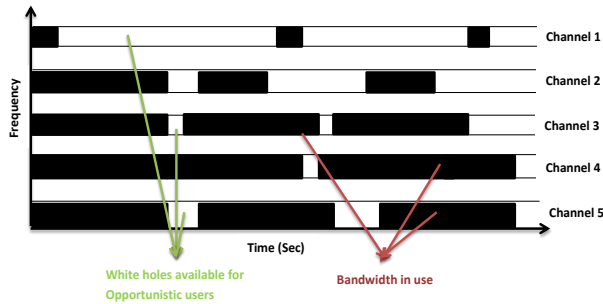 Channel 1
Channel 2
Channel 3
Channel 4
Channel 5
Frequency
Time (Sec)
White holes available for
Opportunistic users
Bandwidth in use